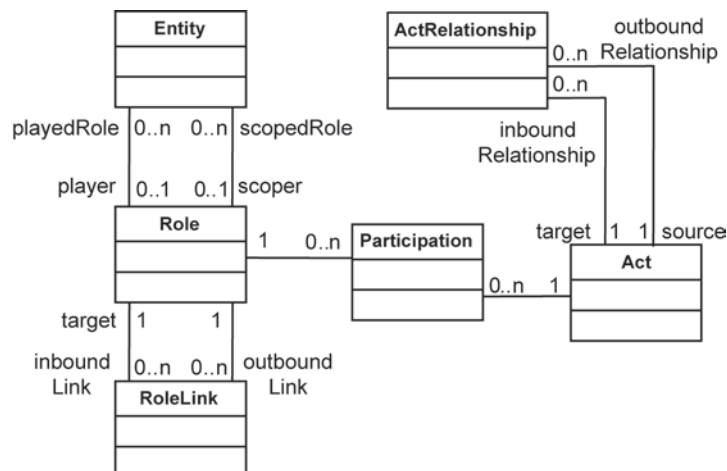 Entity
ActRelationship
outbound
Relationship
0..n
0..n
playedRole 0..n 0..n scopedRole
inbound
Relationship
player 0..1 0..1 scoper
Role
1 0..n
Participation
target 1 1 source
Act
0..n 1
target 1 1
inbound
Link
0..n 0..n
outbound
Link
RoleLink